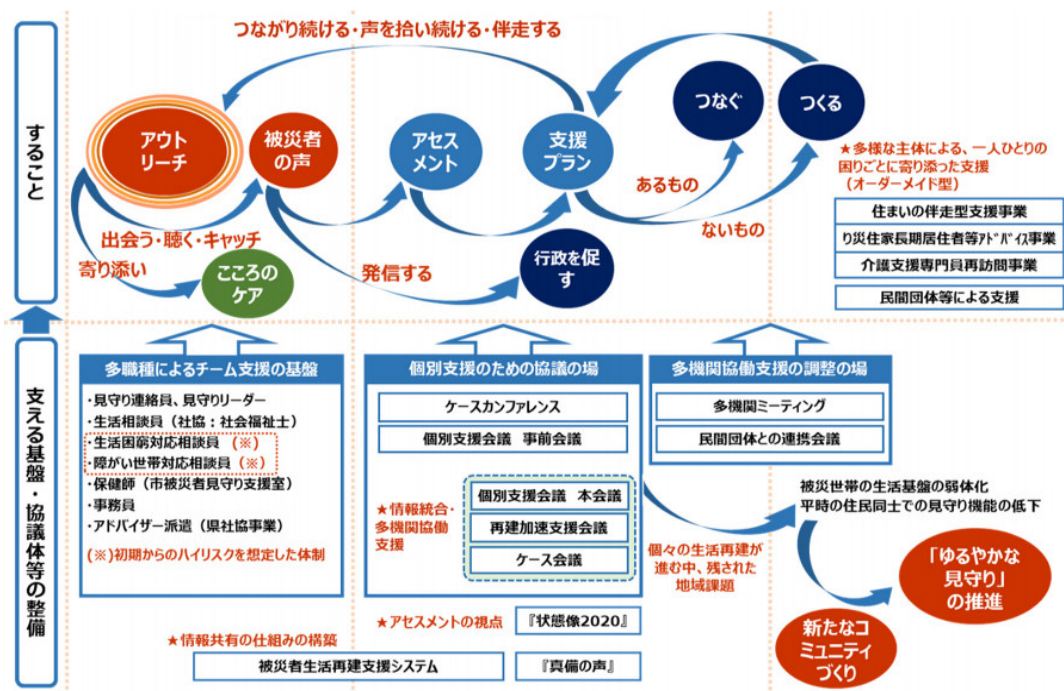 すること
つながり続ける・声を拾い続ける・伴走する
アウト
リーチ
被災者
の声
アセス
メント
支援
プラン
つなぐ
つくる
あるもの
ないもの
出会う・聴く・キャッチ
寄り添い
こころの
ケア
発信する
行政を促
す
★多様な主体による、一人ひとりの
困りごとに寄り添った支援
（オーダーメイド型）
住まいの伴走型支援事業
り災住家長期居住者等ｱﾄﾞﾊﾞｲｽ事業
介護支援専門員再訪問事業
民間団体等による支援
支える基盤・協議体等の整備
多職種によるチーム支援の基盤
・見守り連絡員、見守りリーダー
・生活相談員（社協：社会福祉士）
・生活困窮対応相談員（※）
・障がい世帯対応相談員（※）
・保健師（市被災者見守り支援室）
・事務員
・アドバイザー派遣（県社協事業）
(※)初期からのハイリスクを想定した体制
個別支援のための協議の場
ケースカンファレンス
個別支援会議　事前会議
★情報統合・
多機関協働
支援
個別支援会議　本会議
再建加速支援会議
ケース会議
多機関協働支援の調整の場
多機関ミーティング
民間団体との連携会議
被災世帯の生活基盤の弱体化
平時の住民同士での見守り機能の低下
個々の生活再建が
進む中、残された
地域課題
「ゆるやかな
見守り」
の推進
新たなコ
ミュニティ
づくり
★アセスメントの視点
『状態像2020』
★情報共有の仕組みの構築
被災者生活再建支援システム
『真備の声』